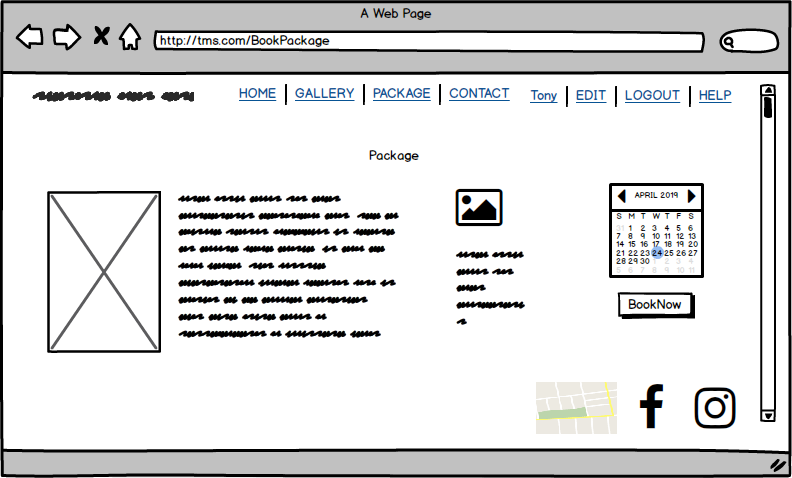 A Web Page
http://tms.com/BookPackage
HOME GALLERY PACKAGE CONTACT Tony EDIT LOGOUT HELP
Package
APRIL 2019
S M T W T F S
31 1 2 3 4 5 6
7 8 9 10 11 12 13
14 15 16 17 18 19 20
21 22 23 24 25 26 27
28 29 30 1 2 3 4
5 6 7 8 9 10 11
BookNow